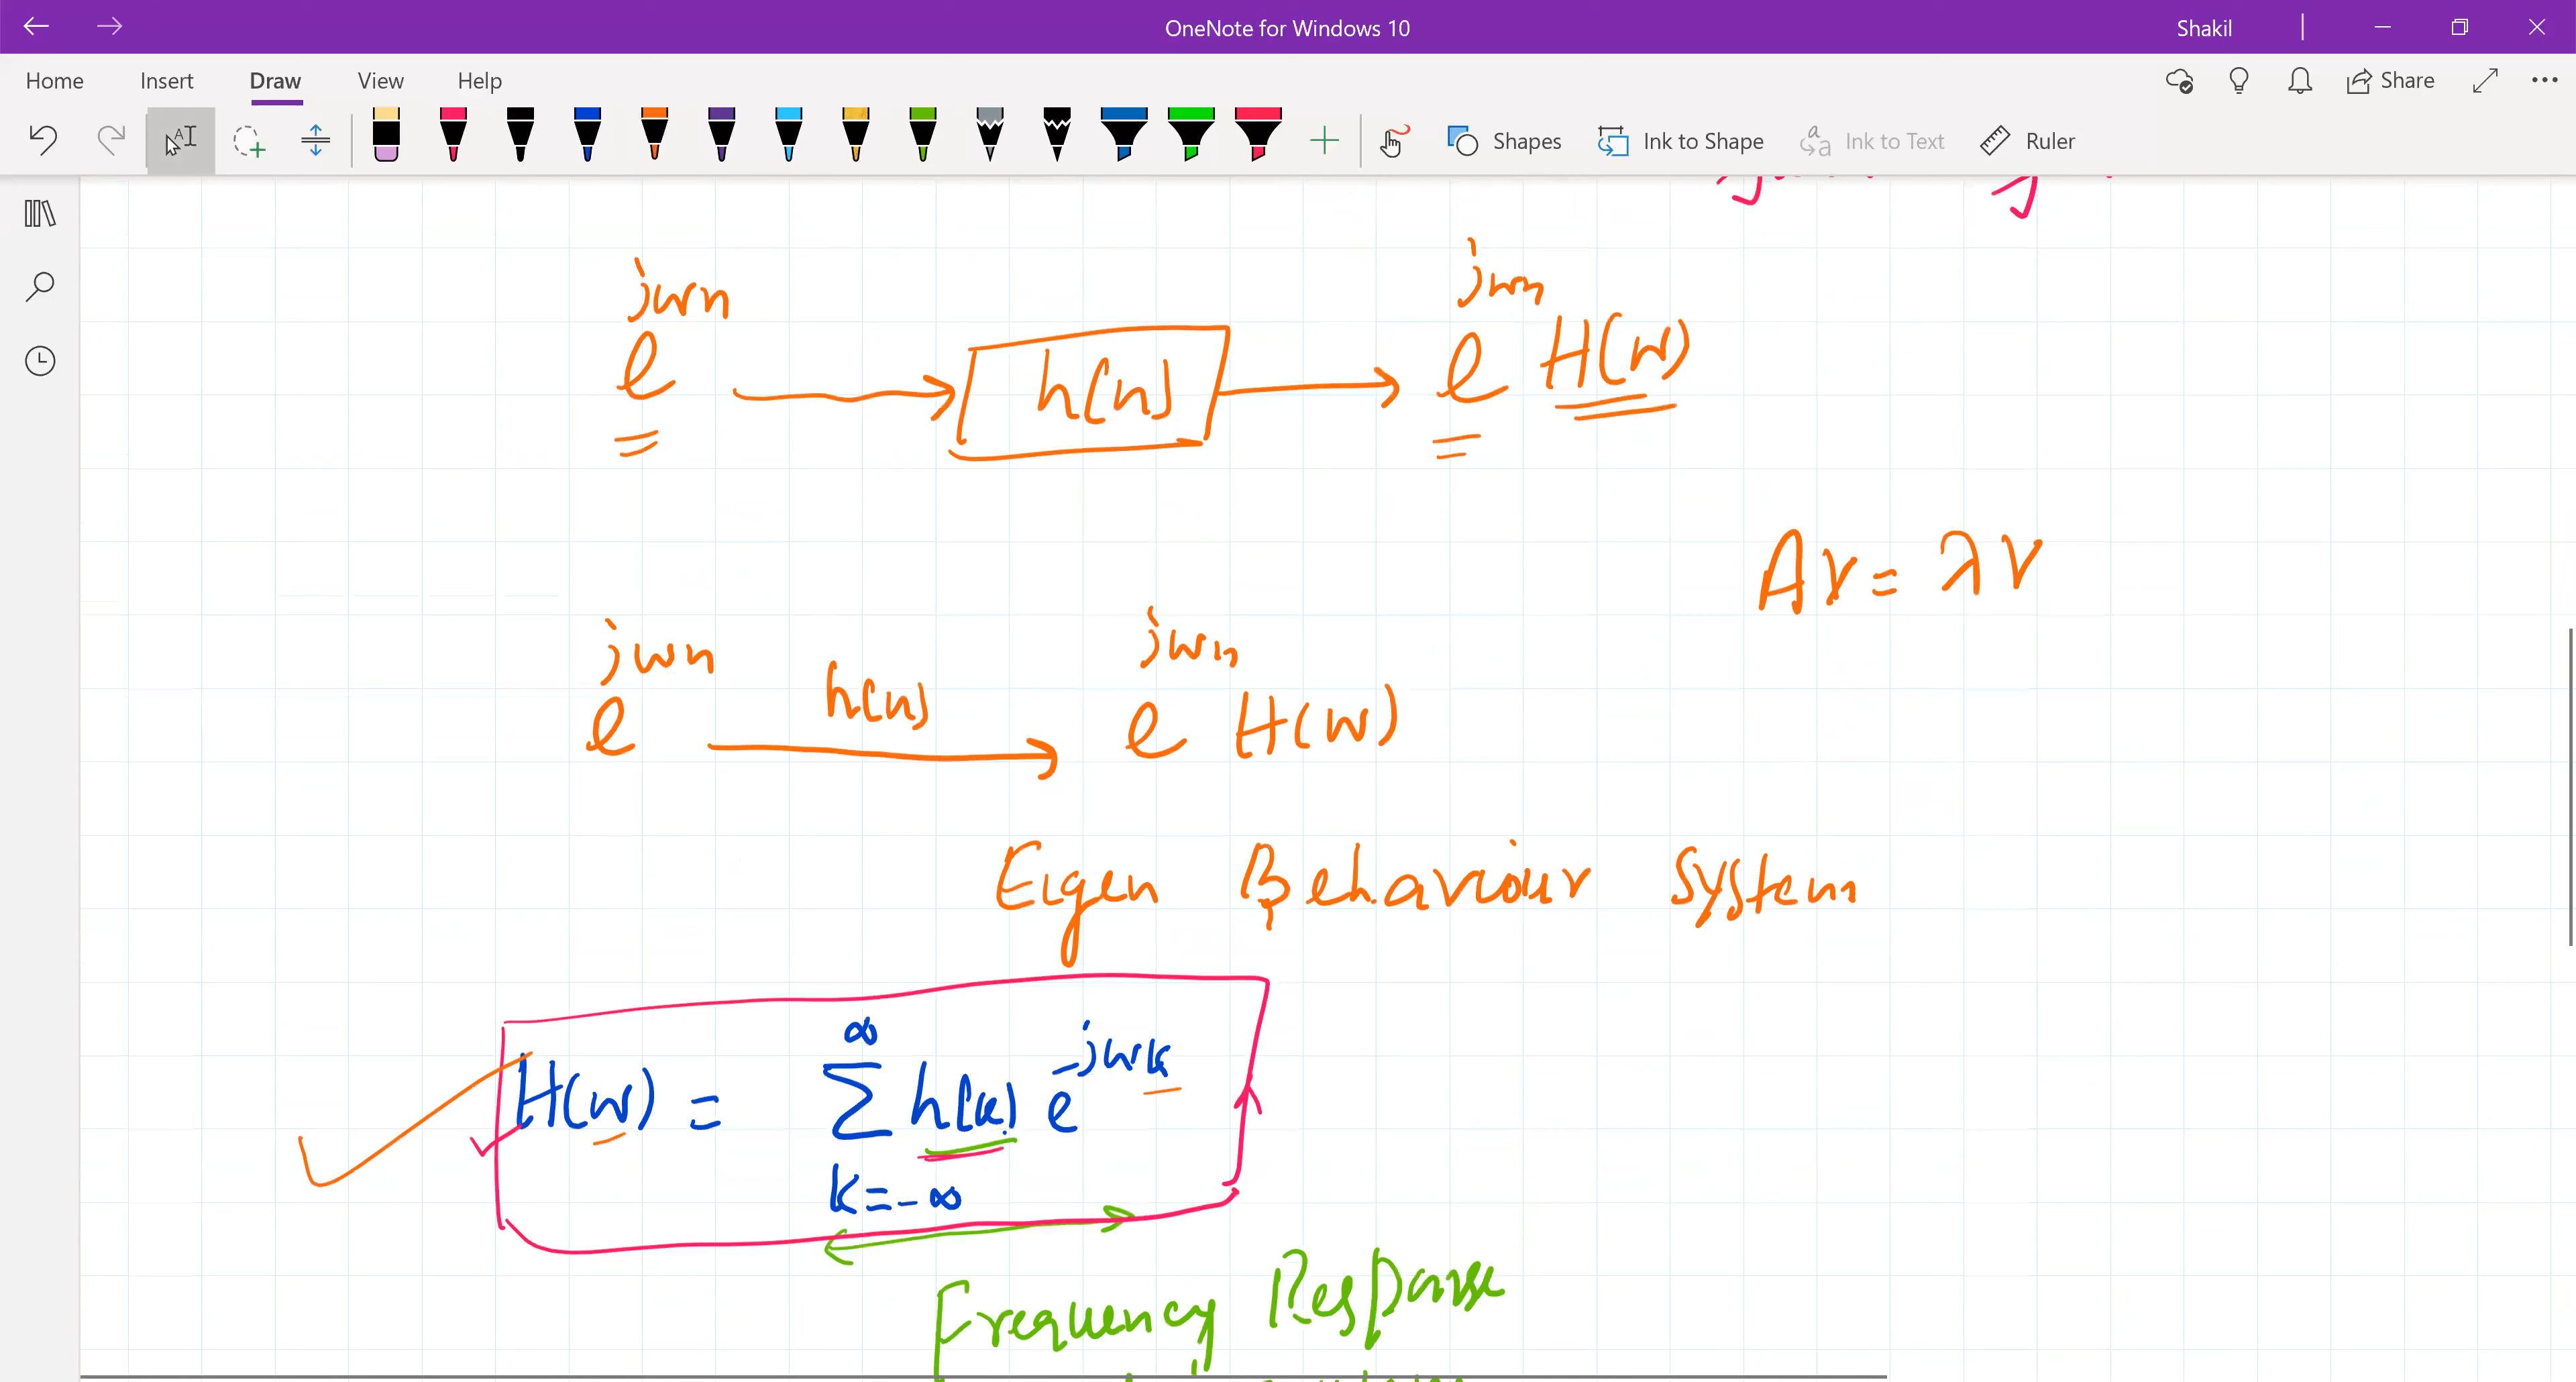 OneNote for Windows 10
Shakil
Home Insert Draw View Help
Share
Shapes Ink to Shape Ink to Text Ruler
e^jwn → h(n) → e^jwn H(w)
Av = λv
e^jwn h(n) → e^jwn H(w)
Eigen Behaviour System
H(w) = ∑ h(k) e^-jwk
∞
k=-∞
Frequency Response